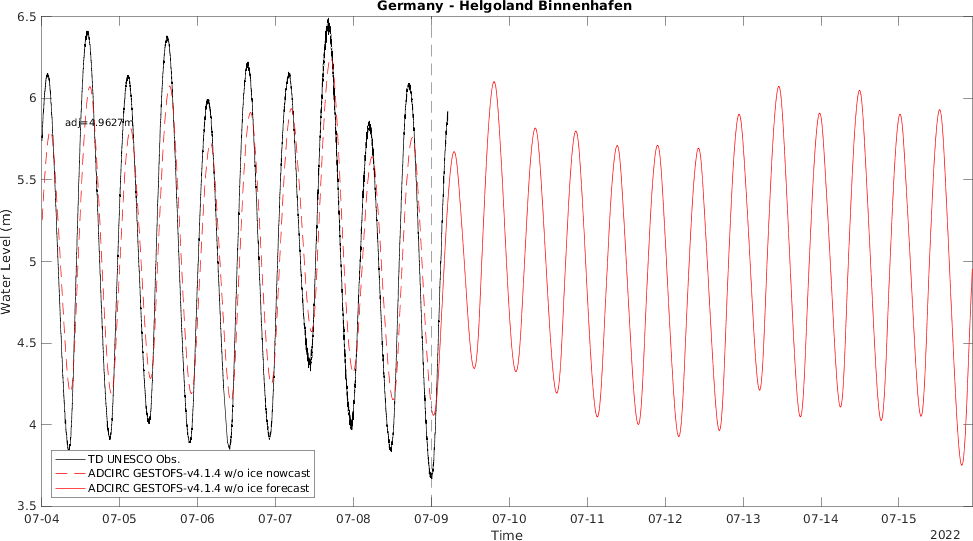 Germany - Helgoland Binnenhafen
6.5
6
5.5
5
4.5
4
3.5
Water Level (m)
adj=4.9627m
TD UNESCO Obs.
ADCIRC GESTOFS-v4.1.4 w/o ice nowcast
ADCIRC GESTOFS-v4.1.4 w/o ice forecast
07-04 07-05 07-06 07-07 07-08 07-09 07-10 07-11 07-12 07-13 07-14 07-15
Time
2022